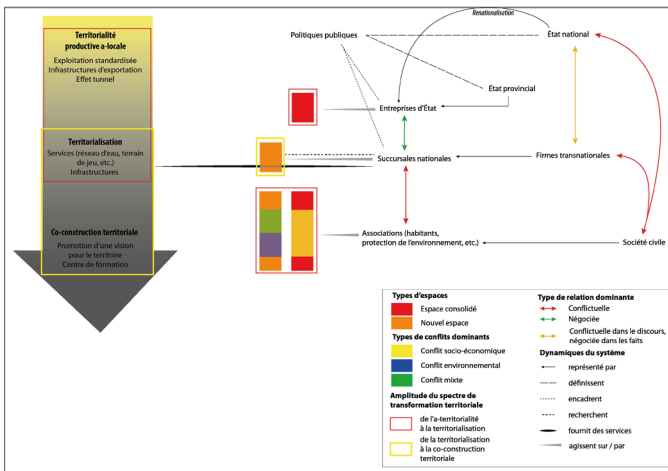 Territorialité
productive a-locale
Exploitation standardisée
Infrastructures d'exportation
Effet tunnel
Territorialisation
Services (réseau d'eau, terrain
de jeu, etc.)
Infrastructures
Co-construction territoriale
Promotion d'une vision
pour le territoire
Centre de formation
Renationalisation
Politiques publiques
État national
État provincial
Entreprises d'État
Succursales nationales
Firmes transnationales
Associations (habitants,
protection de l'environnement, etc.)
Société civile
Types d'espaces
Espace consolidé
Nouvel espace
Types de conflits dominants
Conflit socio-économique
Conflit environnemental
Conflit mixte
Amplitude du spectre de
transformation territoriale
de l'a-territorialité
à la territorialisation
de la territorialisation
à la co-construction
territoriale
Type de relation dominante
Conflictuelle
Négociée
Conflictuelle dans le discours,
négociée dans les faits
Dynamiques du système
représenté par
définissent
encadrent
recherchent
fournit des services
agissent sur / par